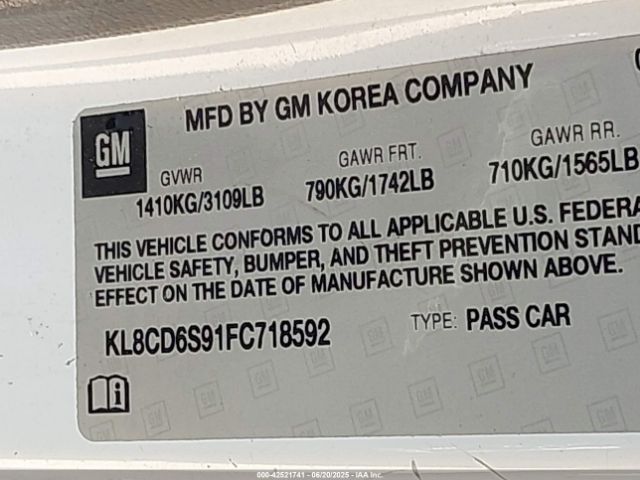 MFD BY GM KOREA COMPANY
GM
GVWR GAWR FRT. GAWR RR.
1410KG/3109LB 790KG/1742LB 710KG/1565LB
THIS VEHICLE CONFORMS TO ALL APPLICABLE U.S. FEDERA
VEHICLE SAFETY, BUMPER, AND THEFT PREVENTION STAND
EFFECT ON THE DATE OF MANUFACTURE SHOWN ABOVE.
KL8CD6S91FC718592 TYPE: PASS CAR
000-42521741 - 06/20/2025 - IAA Inc.